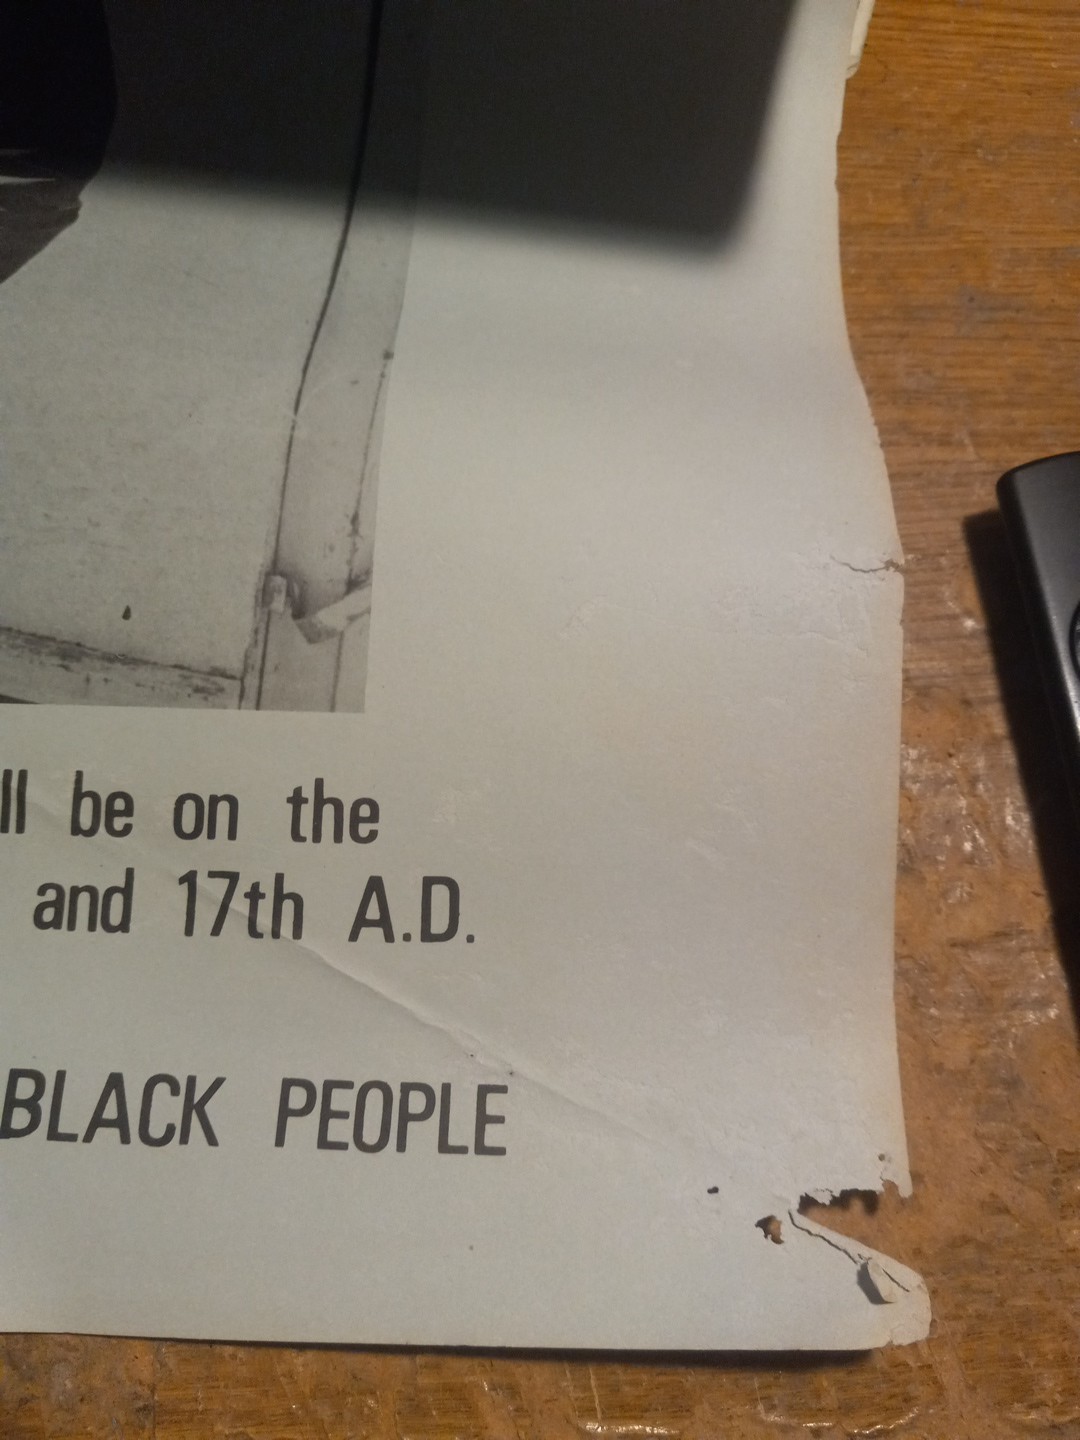 ll be on the
and 17th A.D.
BLACK PEOPLE